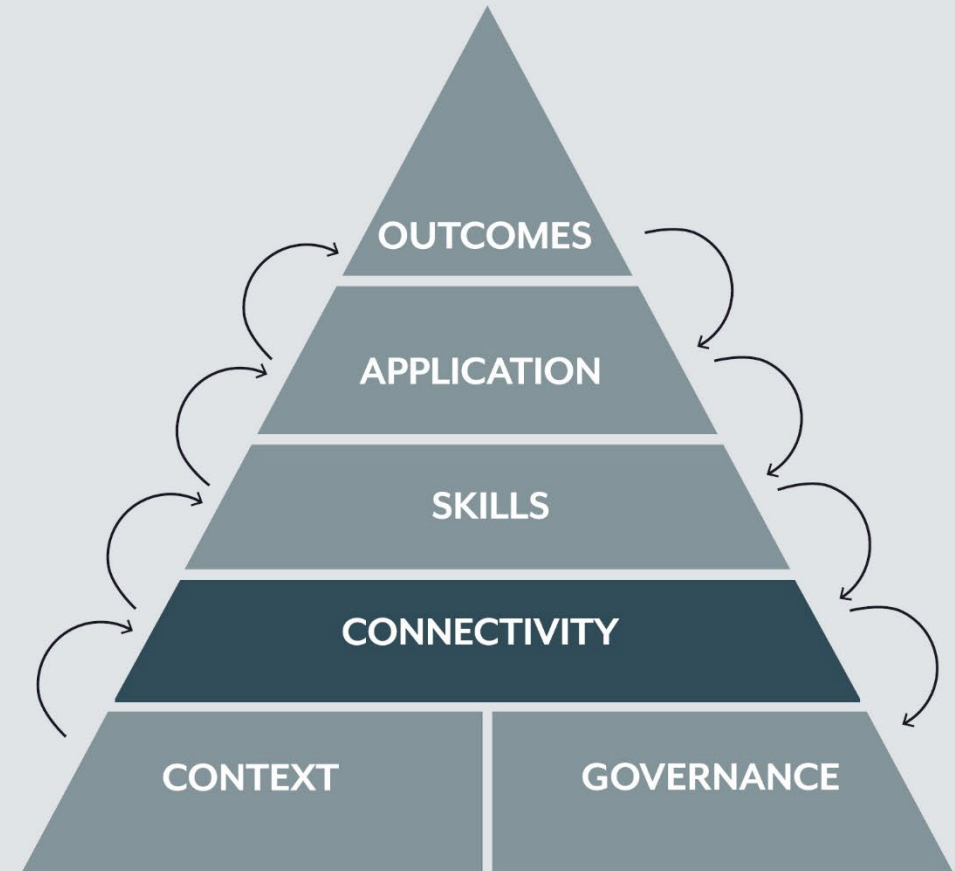 OUTCOMES
APPLICATION
SKILLS
CONNECTIVITY
CONTEXT
GOVERNANCE